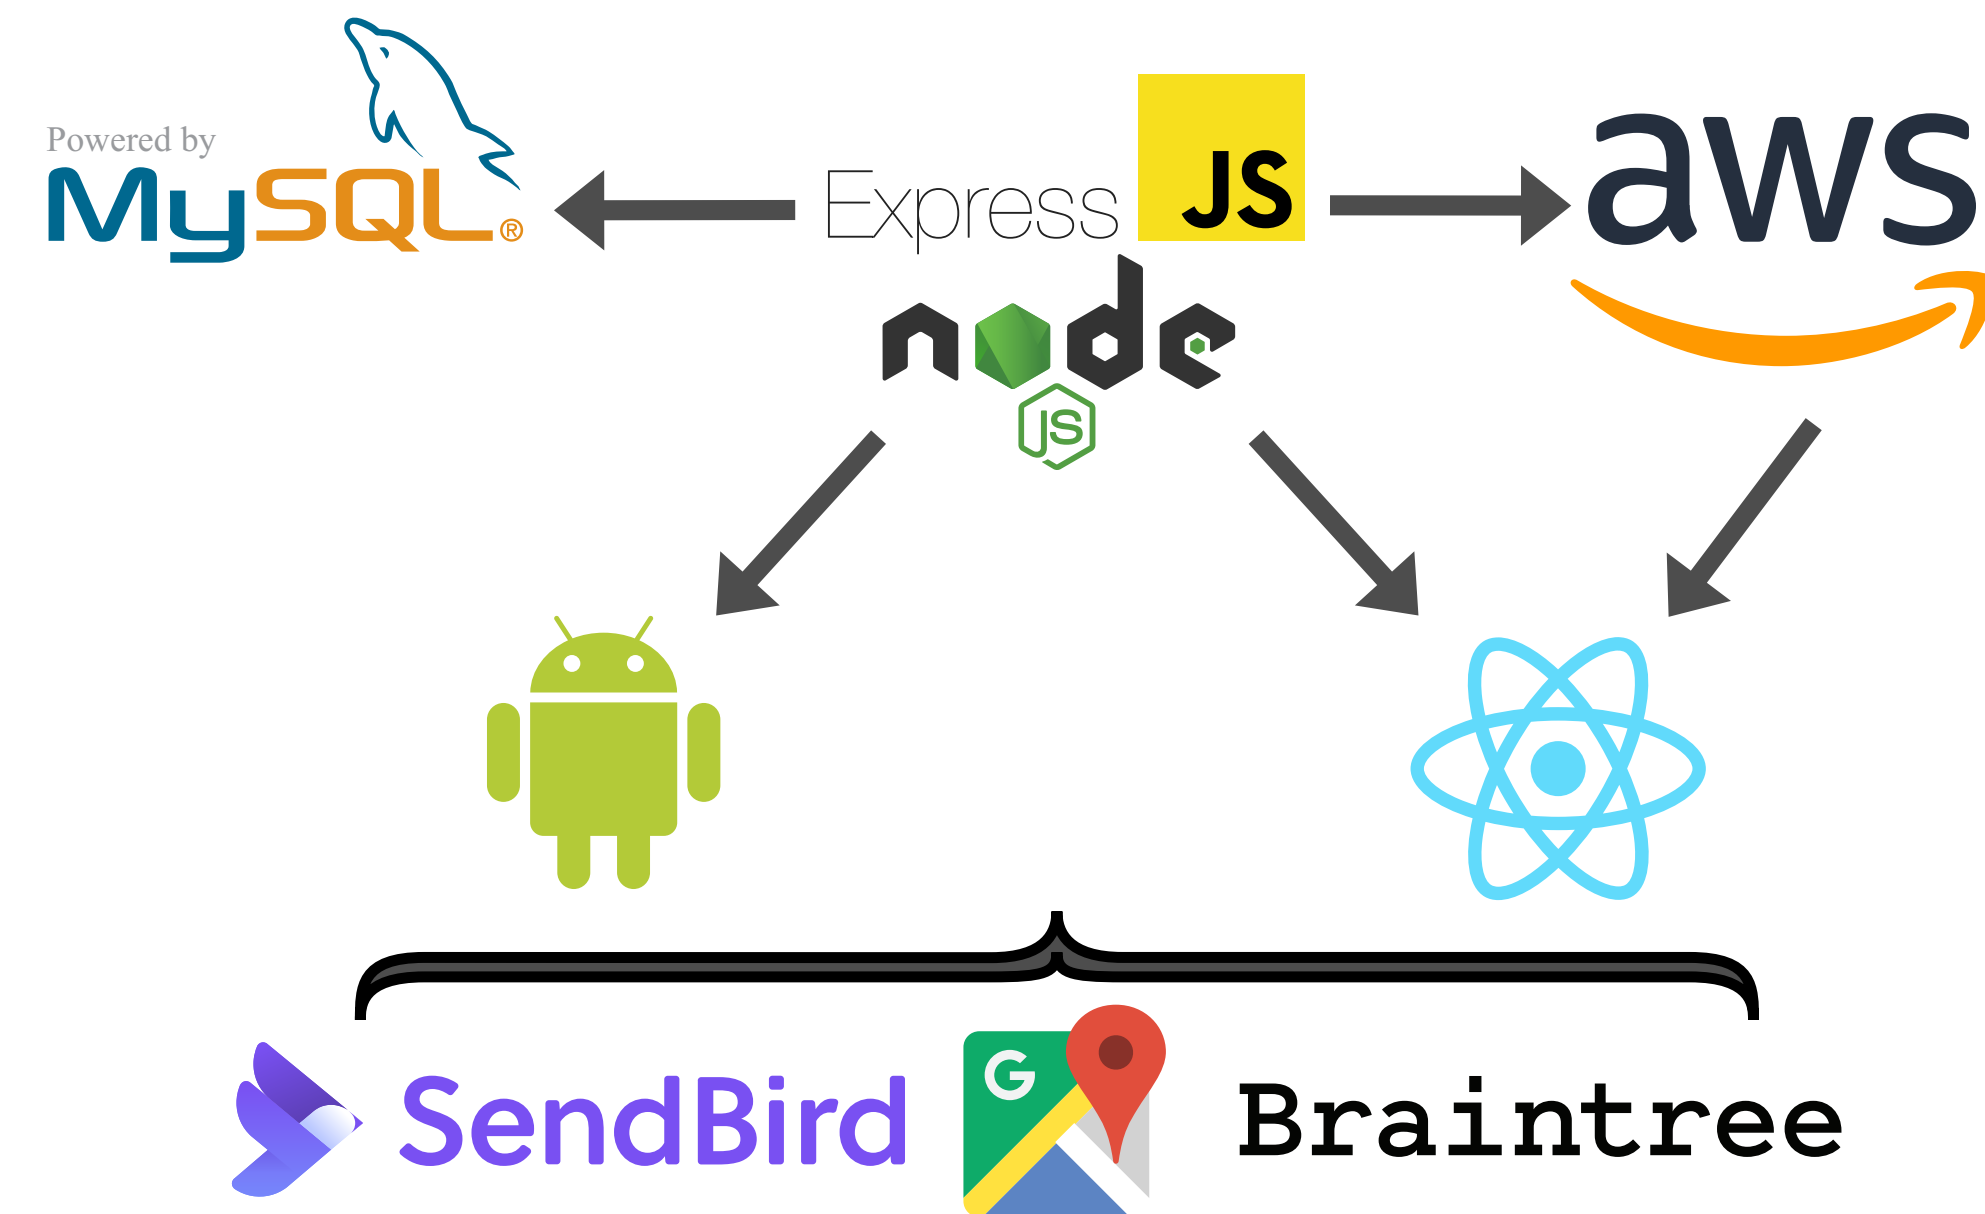 Powered by
MySQL®
Express
JS
node
JS
aws
SendBird
G
Braintree